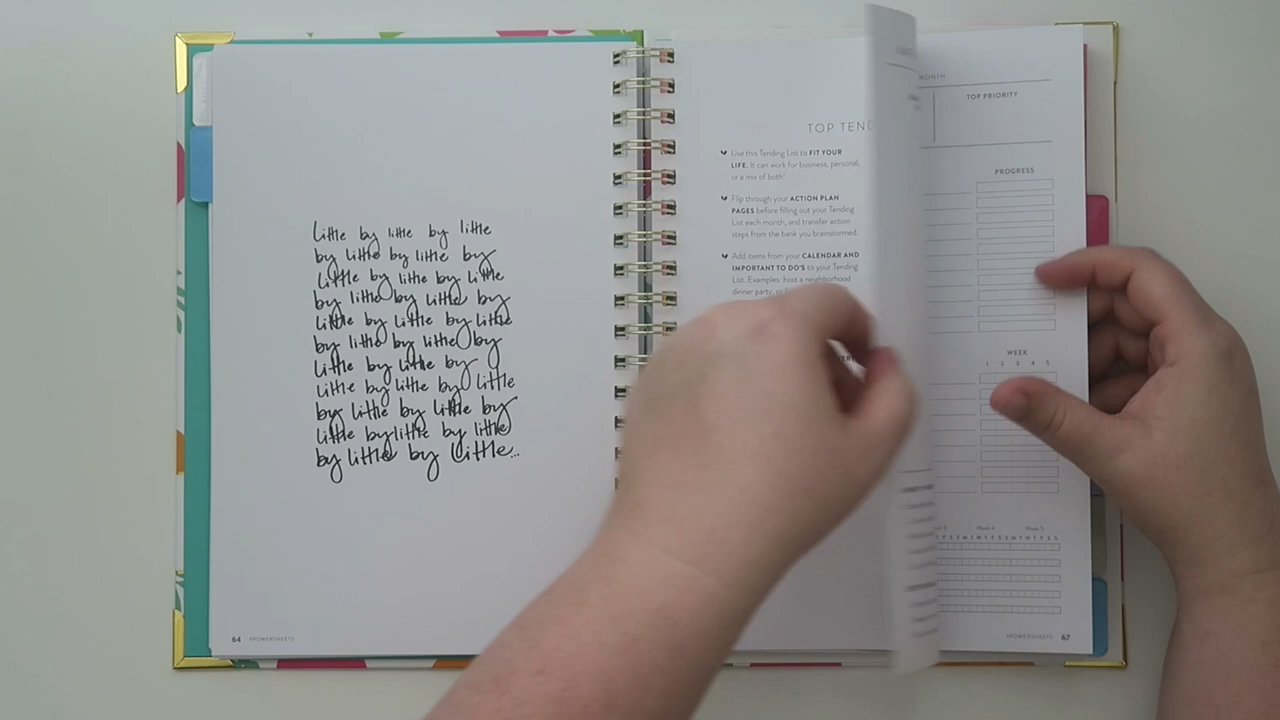 little by little by little
by little by little by
little by little by little
by little by little by
little by little by little
by little by little by
little by little by
little by little by little
by little by little by
little by little by little
by little by little...
64 #POWERSHEETS
TOP TEND
Use this Tending List to FIT YOUR
LIFE. It can work for business, personal,
or a mix of both!
Flip through your ACTION PLAN
PAGES before filling out your Tending
List each month, and transfer action
steps from the bank you brainstormed.
Add items from your CALENDAR AND
IMPORTANT TO DO'S to your Tending
List. Examples: host a neighborhood
dinner party, or
MONTH:
TOP PRIORITY
PROGRESS
WEEK
1 2 3 4 5
Week 4 Week 5
#POWERSHEETS 67